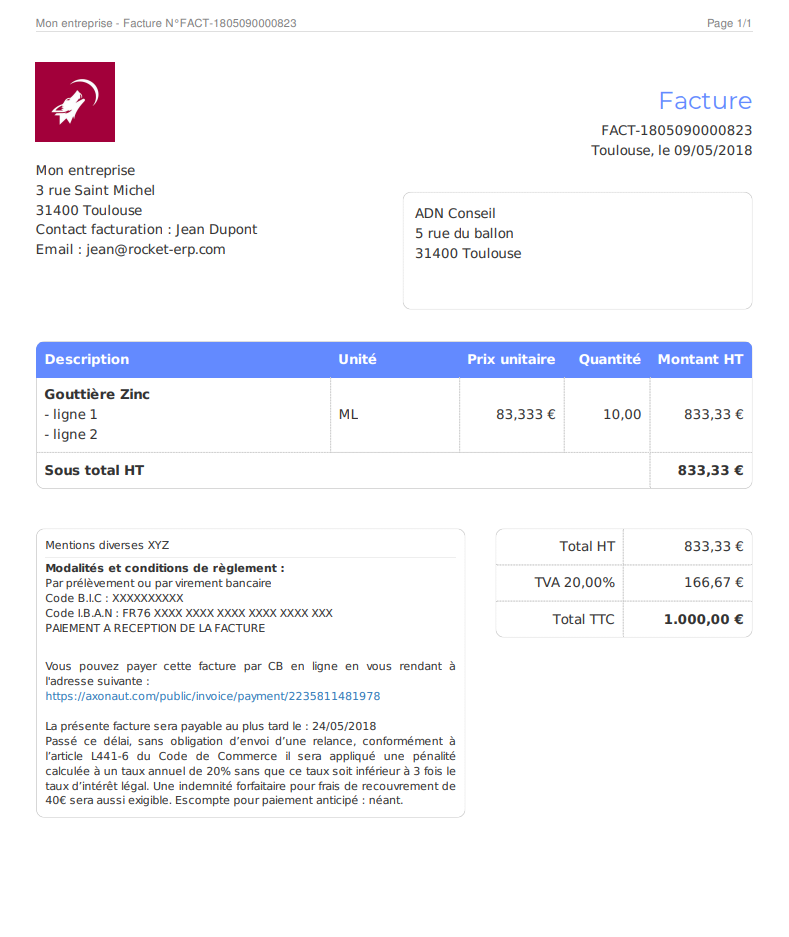 Mon entreprise - Facture N°FACT-1805090000823 Page 1/1
Facture
FACT-1805090000823
Toulouse, le 09/05/2018
Mon entreprise
3 rue Saint Michel
31400 Toulouse
Contact facturation : Jean Dupont
Email : jean@rocket-erp.com
ADN Conseil
5 rue du ballon
31400 Toulouse
Description Unité Prix unitaire Quantité Montant HT
Gouttière Zinc
- ligne 1 ML 83,333 € 10,00 833,33 €
- ligne 2
Sous total HT 833,33 €
Mentions diverses XYZ
Modalités et conditions de règlement :
Par prélèvement ou par virement bancaire
Code B.I.C : XXXXXXXXXX
Code I.B.A.N : FR76 XXXX XXXX XXXX XXXX XXXX XXX
PAIEMENT A RECEPTION DE LA FACTURE
Vous pouvez payer cette facture par CB en ligne en vous rendant à
l'adresse suivante :
https://axonaut.com/public/invoice/payment/2235811481978
La présente facture sera payable au plus tard le : 24/05/2018
Passé ce délai, sans obligation d’envoi d’une relance, conformément à
l’article L441-6 du Code de Commerce il sera appliqué une pénalité
calculée à un taux annuel de 20% sans que ce taux soit inférieur à 3 fois le
taux d’intérêt légal. Une indemnité forfaitaire pour frais de recouvrement de
40€ sera aussi exigible. Escompte pour paiement anticipé : néant.
Total HT 833,33 €
TVA 20,00% 166,67 €
Total TTC 1.000,00 €